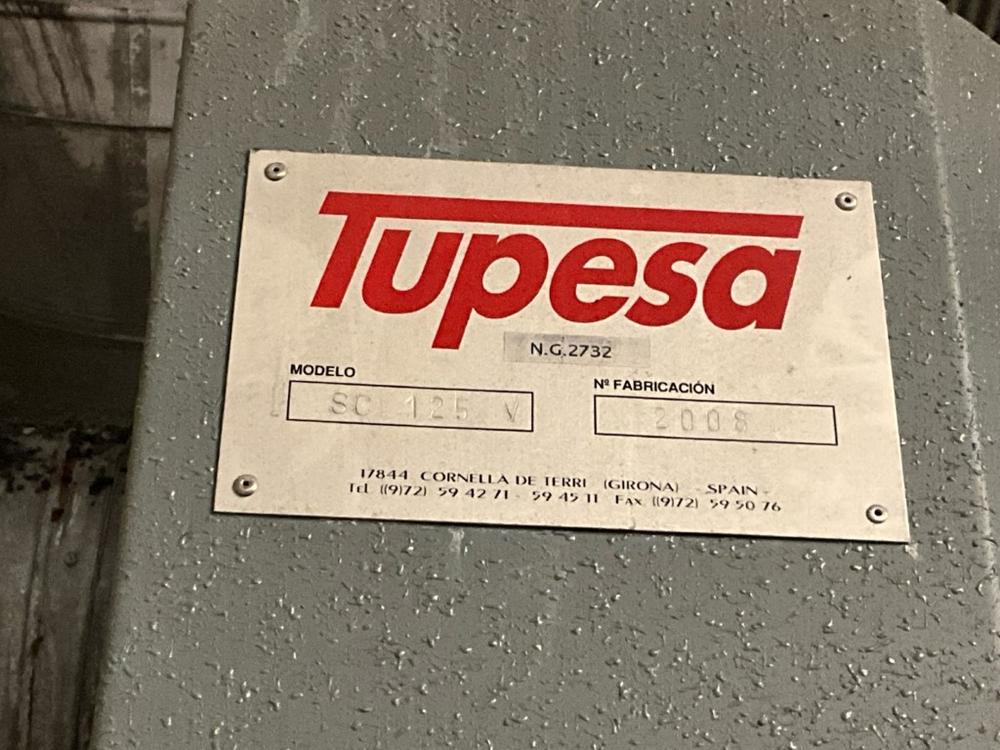 Tupesa
N.G.2732
MODELO
SC 125 V
Nº FABRICACIÓN
2008
17844 CORNELLA DE TERRI (GIRONA) - SPAIN -
Tel. ((9)72) 59 42 71 - 59 45 11 Fax ((9)72) 59 50 76